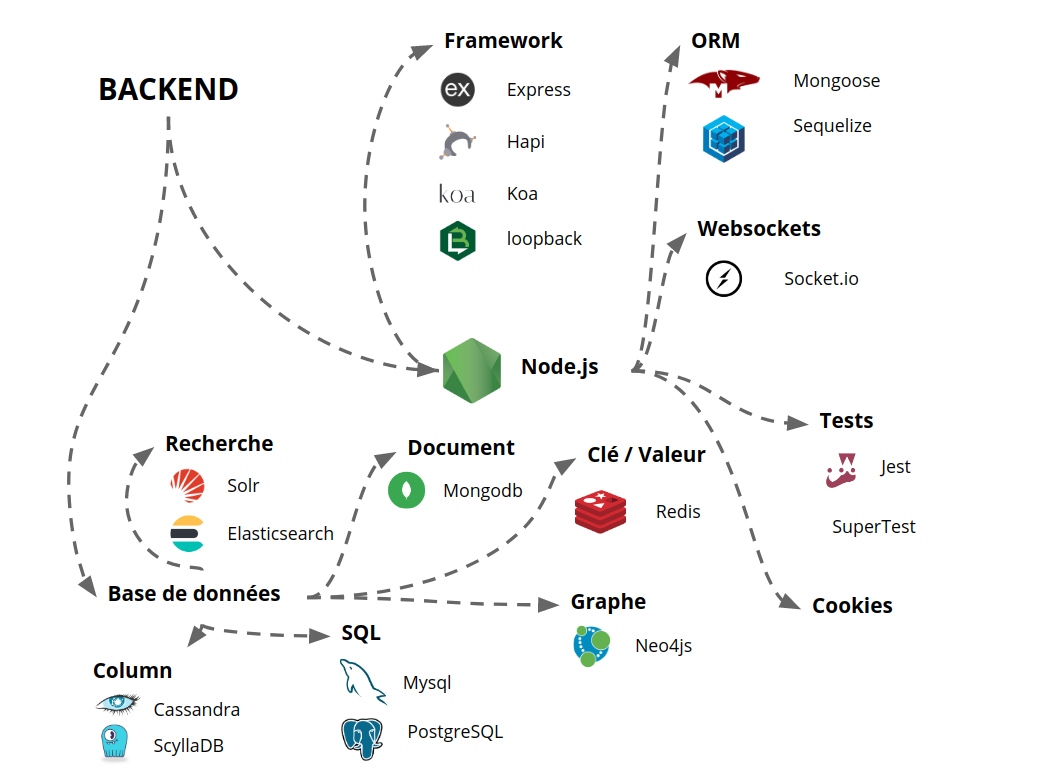 BACKEND
Framework
ex
Express
Hapi
koa
Koa
loopback
ORM
M
Mongoose
Sequelize
Websockets
Socket.io
Node.js
Tests
Jest
SuperTest
Cookies
Recherche
Solr
Elasticsearch
Document
Mongodb
Clé / Valeur
Redis
Base de données
Graphe
Neo4js
SQL
Mysql
PostgreSQL
Column
Cassandra
ScyllaDB